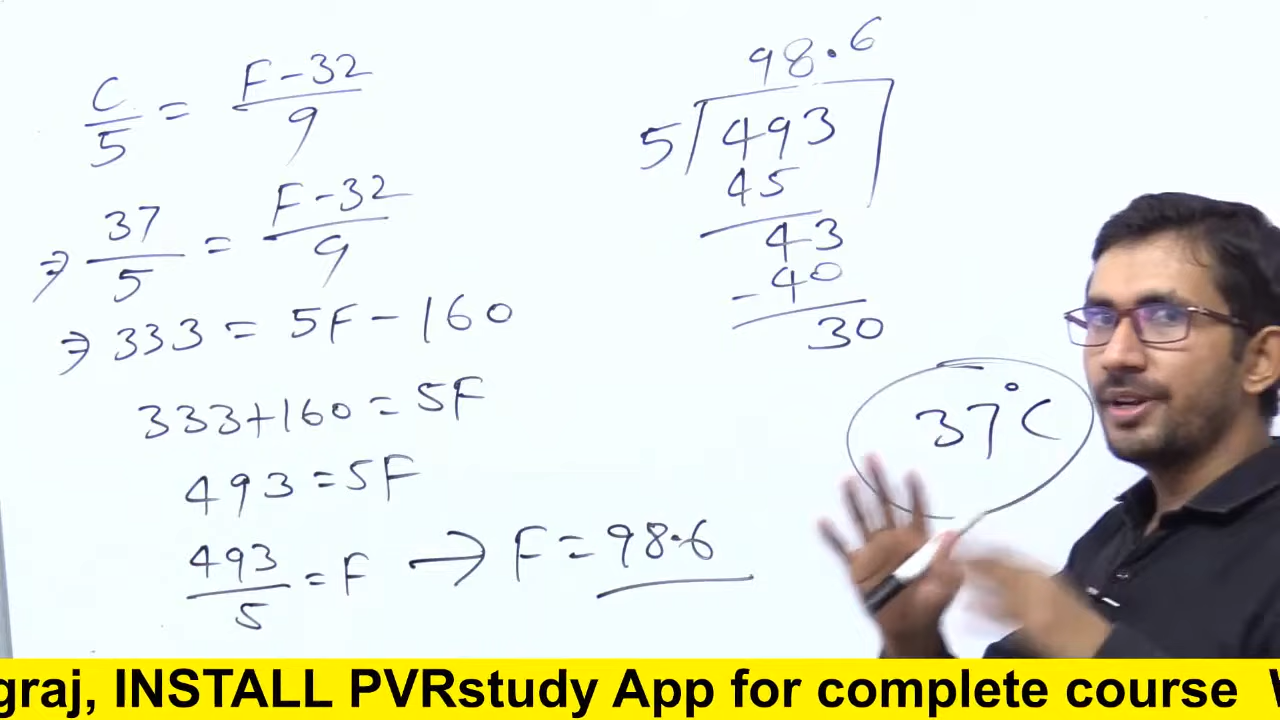 C/5 = F-32/9
⇒ 37/5 = F-32/9
⇒ 333 = 5F - 160
333+160 = 5F
493 = 5F
493/5 = F → F = 98.6
98.6
5 493
45
43
-40
30
37°C
graj, INSTALL PVRstudy App for complete course